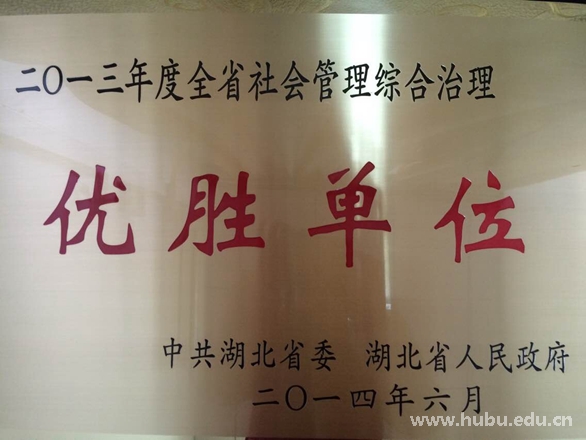 二〇一三年度全省社会管理综合治理
优胜单位
中共湖北省委 湖北省人民政府
二〇一四年六月
www.hubu.edu.cn